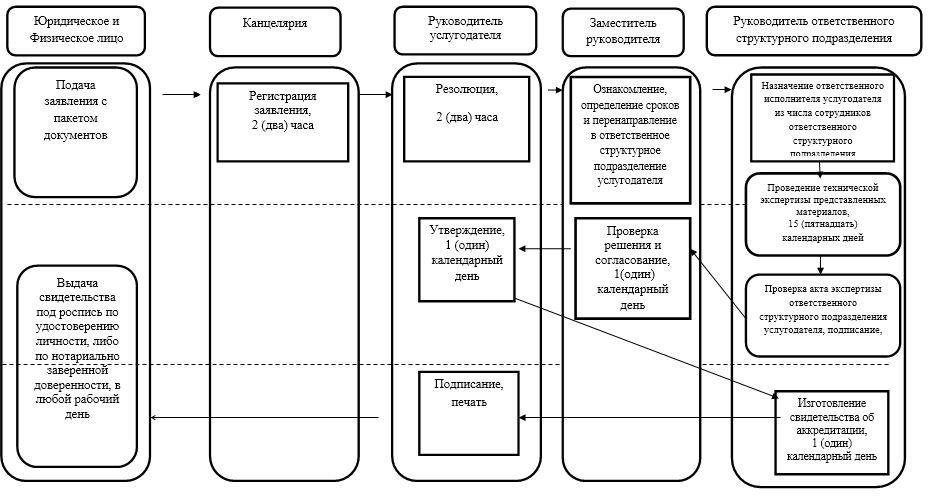 Юридическое и
Физическое лицо
Канцелярия
Руководитель
услугодателя
Заместитель
руководителя
Руководитель ответственного
структурного подразделения
Подача
заявления с
пакетом
документов
Регистрация
заявления,
2 (два) часа
Резолюция,
2 (два) часа
Ознакомление,
определение сроков
и перенаправление
в ответственное
структурное
подразделение
услугодателя
Назначение ответственного
исполнителя услугодателя
из числа сотрудников
ответственного
структурного
подразделения
Проведение технической
экспертизы представленных
материалов,
15 (пятнадцать)
календарных дней
Утверждение,
1 (один)
календарный
день
Проверка
решения и
согласование,
1(один)
календарный
день
Проверка акта экспертизы
ответственного
структурного подразделения
услугодателя, подписание,
Выдача
свидетельства
под роспись по
удостоверению
личности, либо
по нотариально
заверенной
доверенности, в
любой рабочий
день
Подписание,
печать
Изготовление
свидетельства об
аккредитации,
1 (один)
календарный день